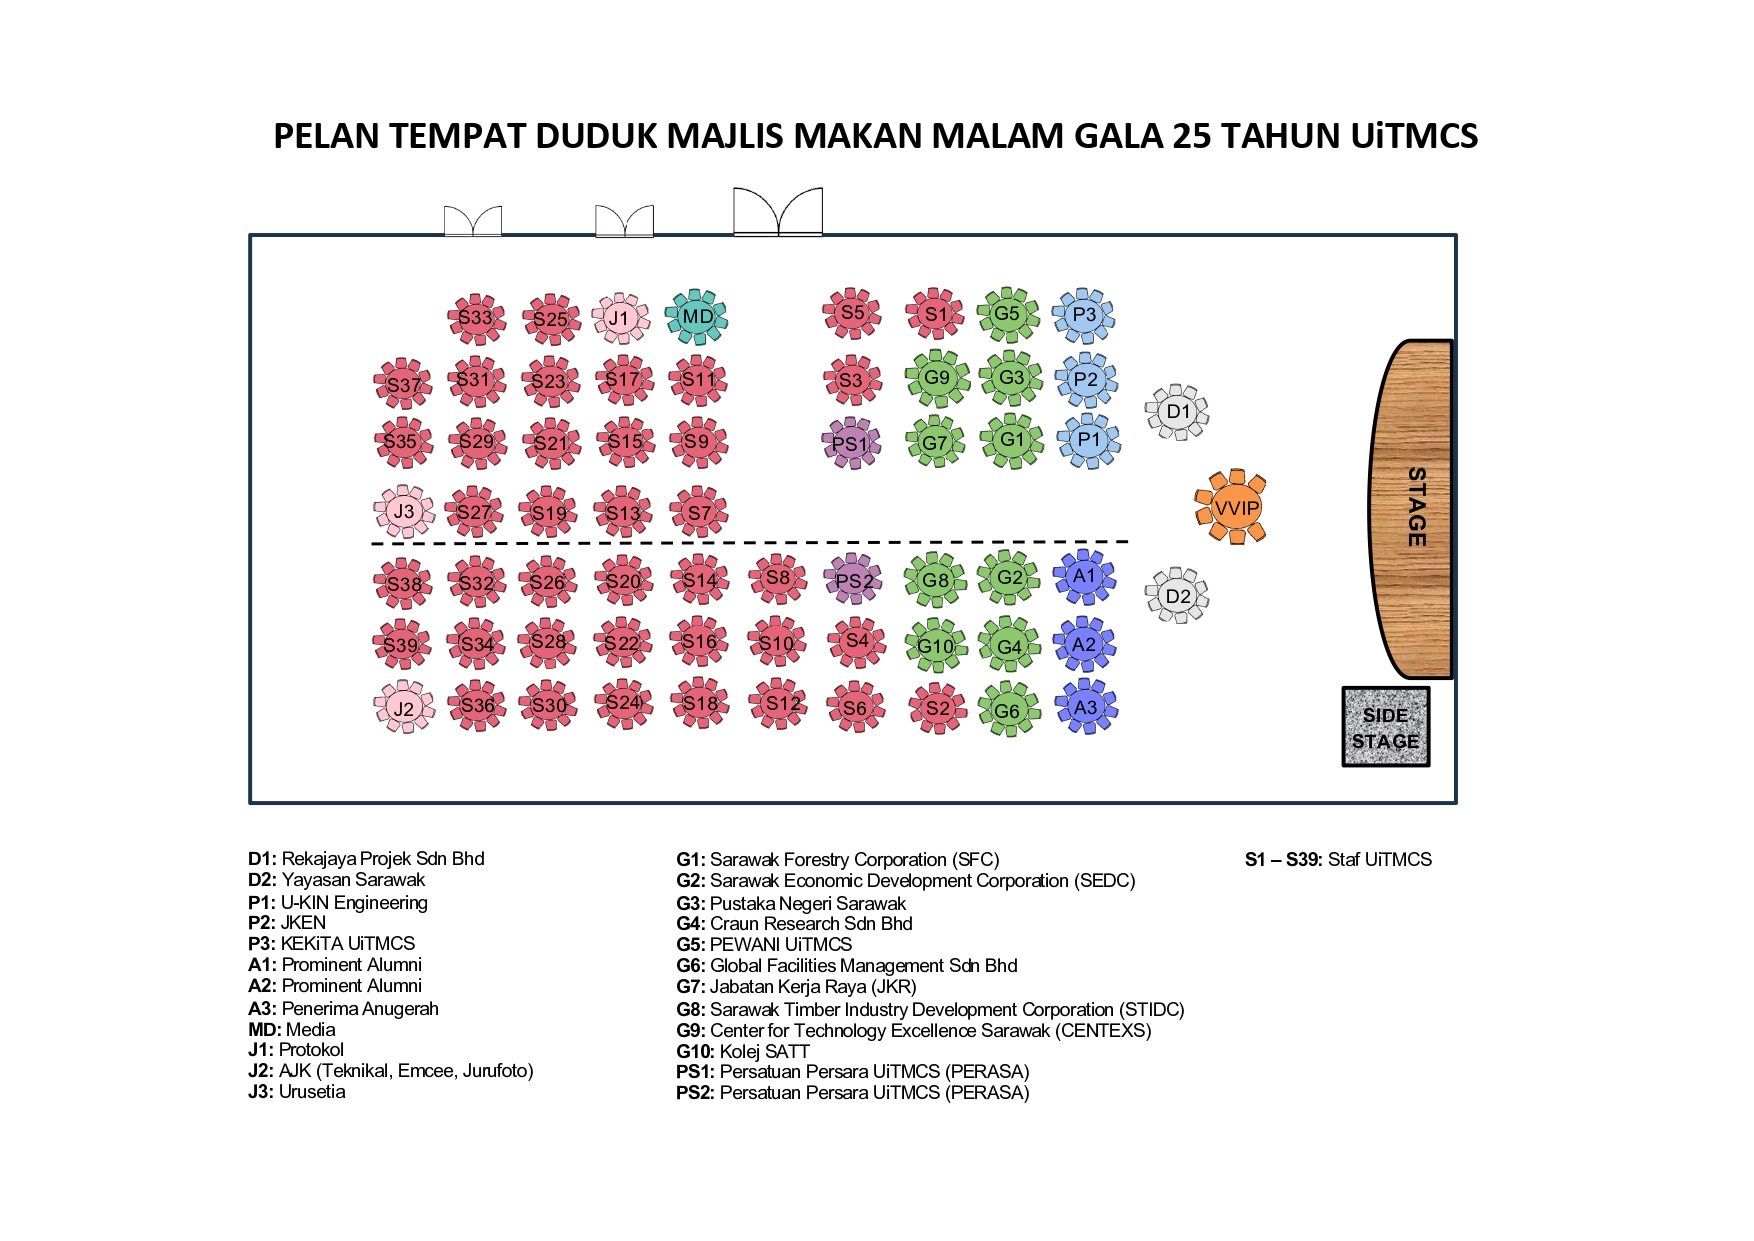 PELAN TEMPAT DUDUK MAJLIS MAKAN MALAM GALA 25 TAHUN UiTMCS
S33 S25 J1 MD S5 S1 G5 P3
S37 S31 S23 S17 S11 S3 G9 G3 P2
D1
S35 S29 S21 S15 S9 PS1 G7 G1 P1
J3 S27 S19 S13 S7 VVIP
STAGE
S38 S32 S26 S20 S14 S8 PS2 G8 G2 A1
D2
S39 S34 S28 S22 S16 S10 S4 G10 G4 A2
J2 S36 S30 S24 S18 S12 S6 S2 G6 A3
SIDE
STAGE
D1: Rekajaya Projek Sdn Bhd
D2: Yayasan Sarawak
P1: U-KIN Engineering
P2: JKEN
P3: KEKiTA UiTMCS
A1: Prominent Alumni
A2: Prominent Alumni
A3: Penerima Anugerah
MD: Media
J1: Protokol
J2: AJK (Teknikal, Emcee, Jurufoto)
J3: Urusetia
G1: Sarawak Forestry Corporation (SFC)
G2: Sarawak Economic Development Corporation (SEDC)
G3: Pustaka Negeri Sarawak
G4: Craun Research Sdn Bhd
G5: PEWANI UiTMCS
G6: Global Facilities Management Sdn Bhd
G7: Jabatan Kerja Raya (JKR)
G8: Sarawak Timber Industry Development Corporation (STIDC)
G9: Center for Technology Excellence Sarawak (CENTEXS)
G10: Kolej SATT
PS1: Persatuan Persara UiTMCS (PERASA)
PS2: Persatuan Persara UiTMCS (PERASA)
S1 – S39: Staf UiTMCS